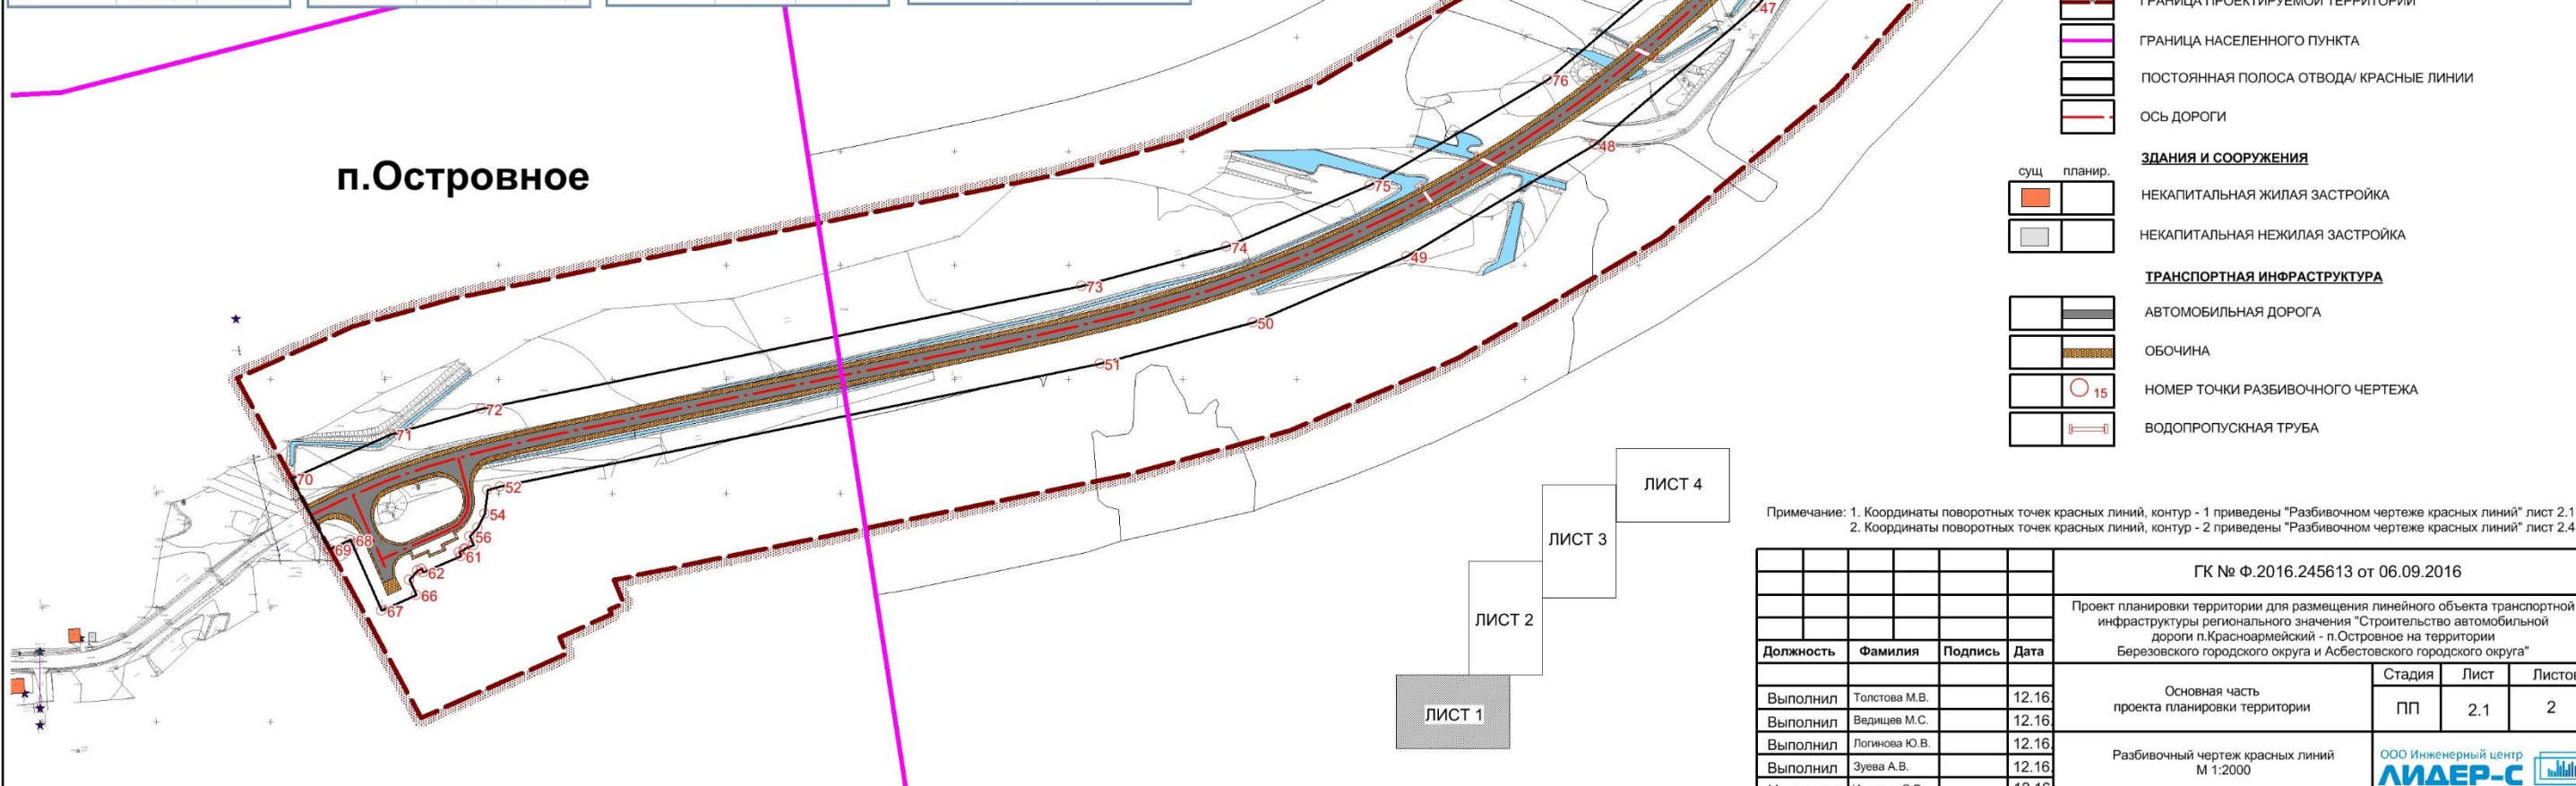 п.Островное
47
76
48
75
74
49
73
50
51
72
71
70
52
54
56
68
69
61
62
66
67
ГРАНИЦА ПРОЕКТИРУЕМОЙ ТЕРРИТОРИИ
ГРАНИЦА НАСЕЛЕННОГО ПУНКТА
ПОСТОЯННАЯ ПОЛОСА ОТВОДА/ КРАСНЫЕ ЛИНИИ
ОСЬ ДОРОГИ
ЗДАНИЯ И СООРУЖЕНИЯ
сущ планир.
НЕКАПИТАЛЬНАЯ ЖИЛАЯ ЗАСТРОЙКА
НЕКАПИТАЛЬНАЯ НЕЖИЛАЯ ЗАСТРОЙКА
ТРАНСПОРТНАЯ ИНФРАСТРУКТУРА
АВТОМОБИЛЬНАЯ ДОРОГА
ОБОЧИНА
15 НОМЕР ТОЧКИ РАЗБИВОЧНОГО ЧЕРТЕЖА
ВОДОПРОПУСКНАЯ ТРУБА
ЛИСТ 4
ЛИСТ 3
ЛИСТ 2
ЛИСТ 1
Примечание: 1. Координаты поворотных точек красных линий, контур - 1 приведены "Разбивочном чертеже красных линий" лист 2.1
2. Координаты поворотных точек красных линий, контур - 2 приведены "Разбивочном чертеже красных линий" лист 2.4
ГК № Ф.2016.245613 от 06.09.2016
Проект планировки территории для размещения линейного объекта транспортной
инфраструктуры регионального значения "Строительство автомобильной
дороги п.Красноармейский - п.Островное на территории
Березовского городского округа и Асбестовского городского округа"
Должность Фамилия Подпись Дата
Выполнил Толстова М.В. 12.16.
Выполнил Ведищев М.С. 12.16.
Выполнил Логинова Ю.В. 12.16.
Выполнил Зуева А.В. 12.16.
Основная часть
проекта планировки территории
Стадия Лист Листов
ПП 2.1 2
Разбивочный чертеж красных линий
М 1:2000
ООО Инженерный центр
ЛИДЕР-С